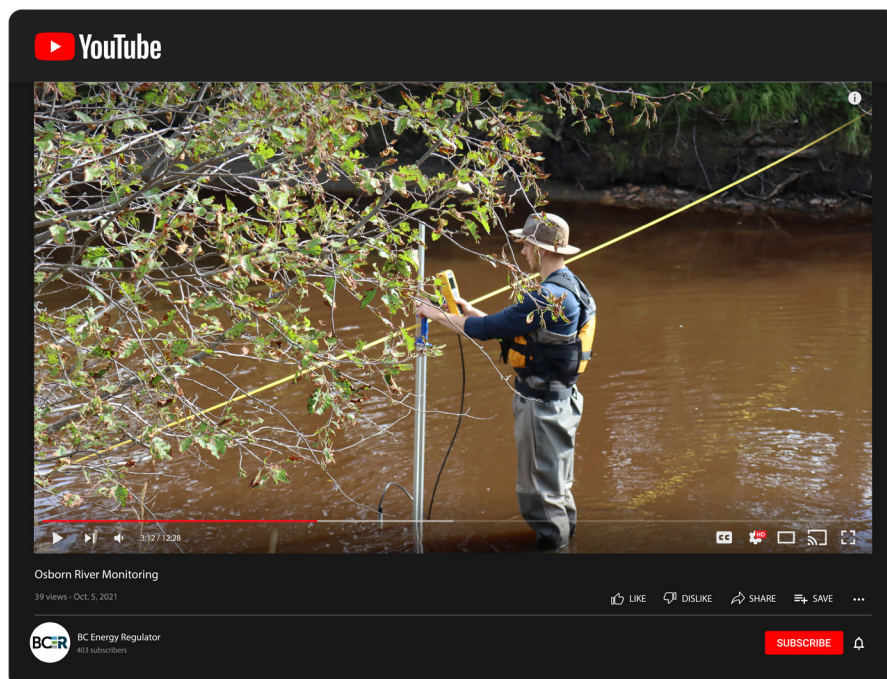 YouTube
3:12 / 12:28
CC
HD
Osborn River Monitoring
39 views - Oct. 5, 2021
LIKE
DISLIKE
SHARE
SAVE
BCER
BC Energy Regulator
403 subscribers
SUBSCRIBE